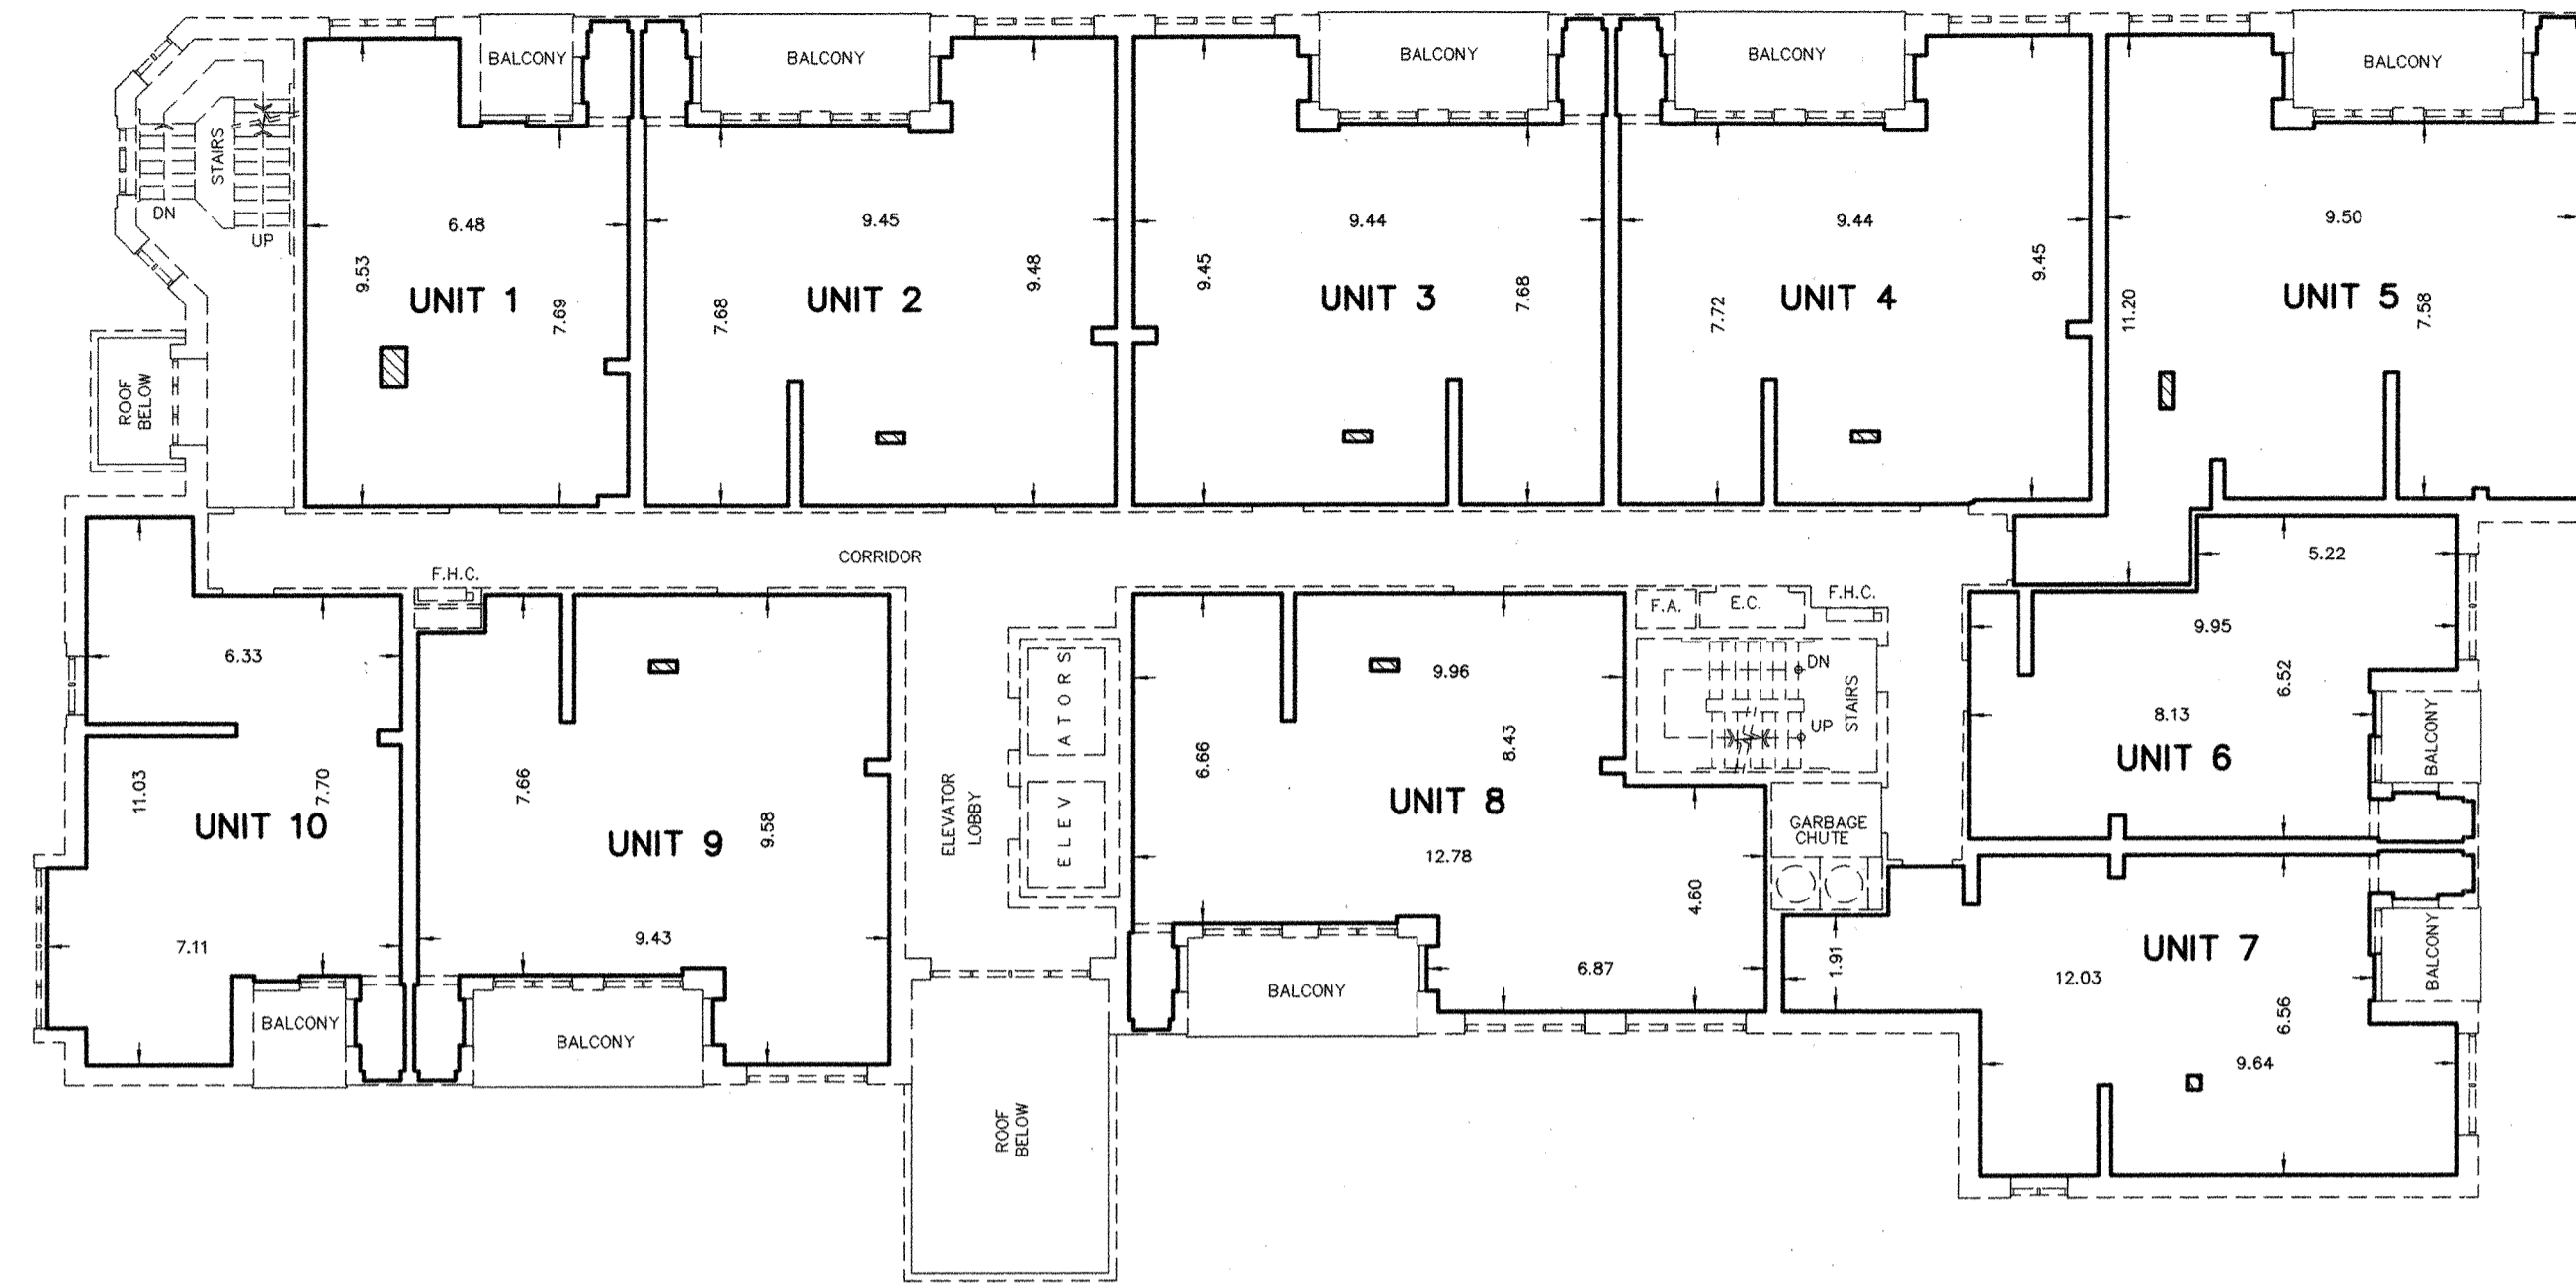 BALCONY
BALCONY
BALCONY
BALCONY
BALCONY
STAIRS
DN
UP
6.48
9.45
9.44
9.44
9.50
9.53
7.69
7.68
9.48
9.45
7.68
7.72
9.45
11.20
7.58
UNIT 1
UNIT 2
UNIT 3
UNIT 4
UNIT 5
ROOF
BELOW
CORRIDOR
F.H.C.
F.A.
E.C.
F.H.C.
5.22
9.95
6.52
8.13
UNIT 6
BALCONY
6.33
11.03
7.70
UNIT 10
7.11
BALCONY
7.66
9.58
UNIT 9
9.43
BALCONY
ELEVATOR
LOBBY
ELEVATORS
9.96
6.66
8.43
UNIT 8
12.78
4.60
6.87
BALCONY
DN
UP
STAIRS
GARBAGE
CHUTE
1.91
UNIT 7
12.03
6.56
9.64
BALCONY
ROOF
BELOW